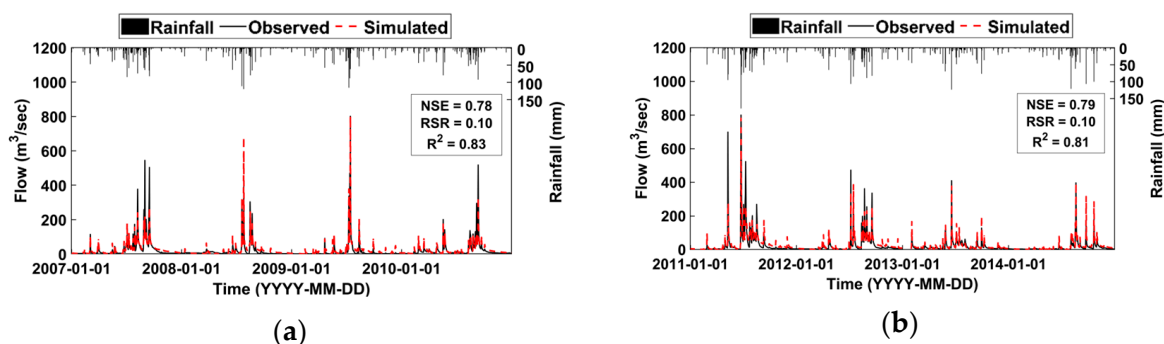 Rainfall Observed Simulated
1200
1000
800
600
400
200
0
Flow (m³/sec)
0
50
100
150
Rainfall (mm)
NSE = 0.78
RSR = 0.10
R² = 0.83
2007-01-01 2008-01-01 2009-01-01 2010-01-01
Time (YYYY-MM-DD)
(a)
Rainfall Observed Simulated
1200
1000
800
600
400
200
0
Flow (m³/sec)
0
50
100
150
Rainfall (mm)
NSE = 0.79
RSR = 0.10
R² = 0.81
2011-01-01 2012-01-01 2013-01-01 2014-01-01
Time (YYYY-MM-DD)
(b)